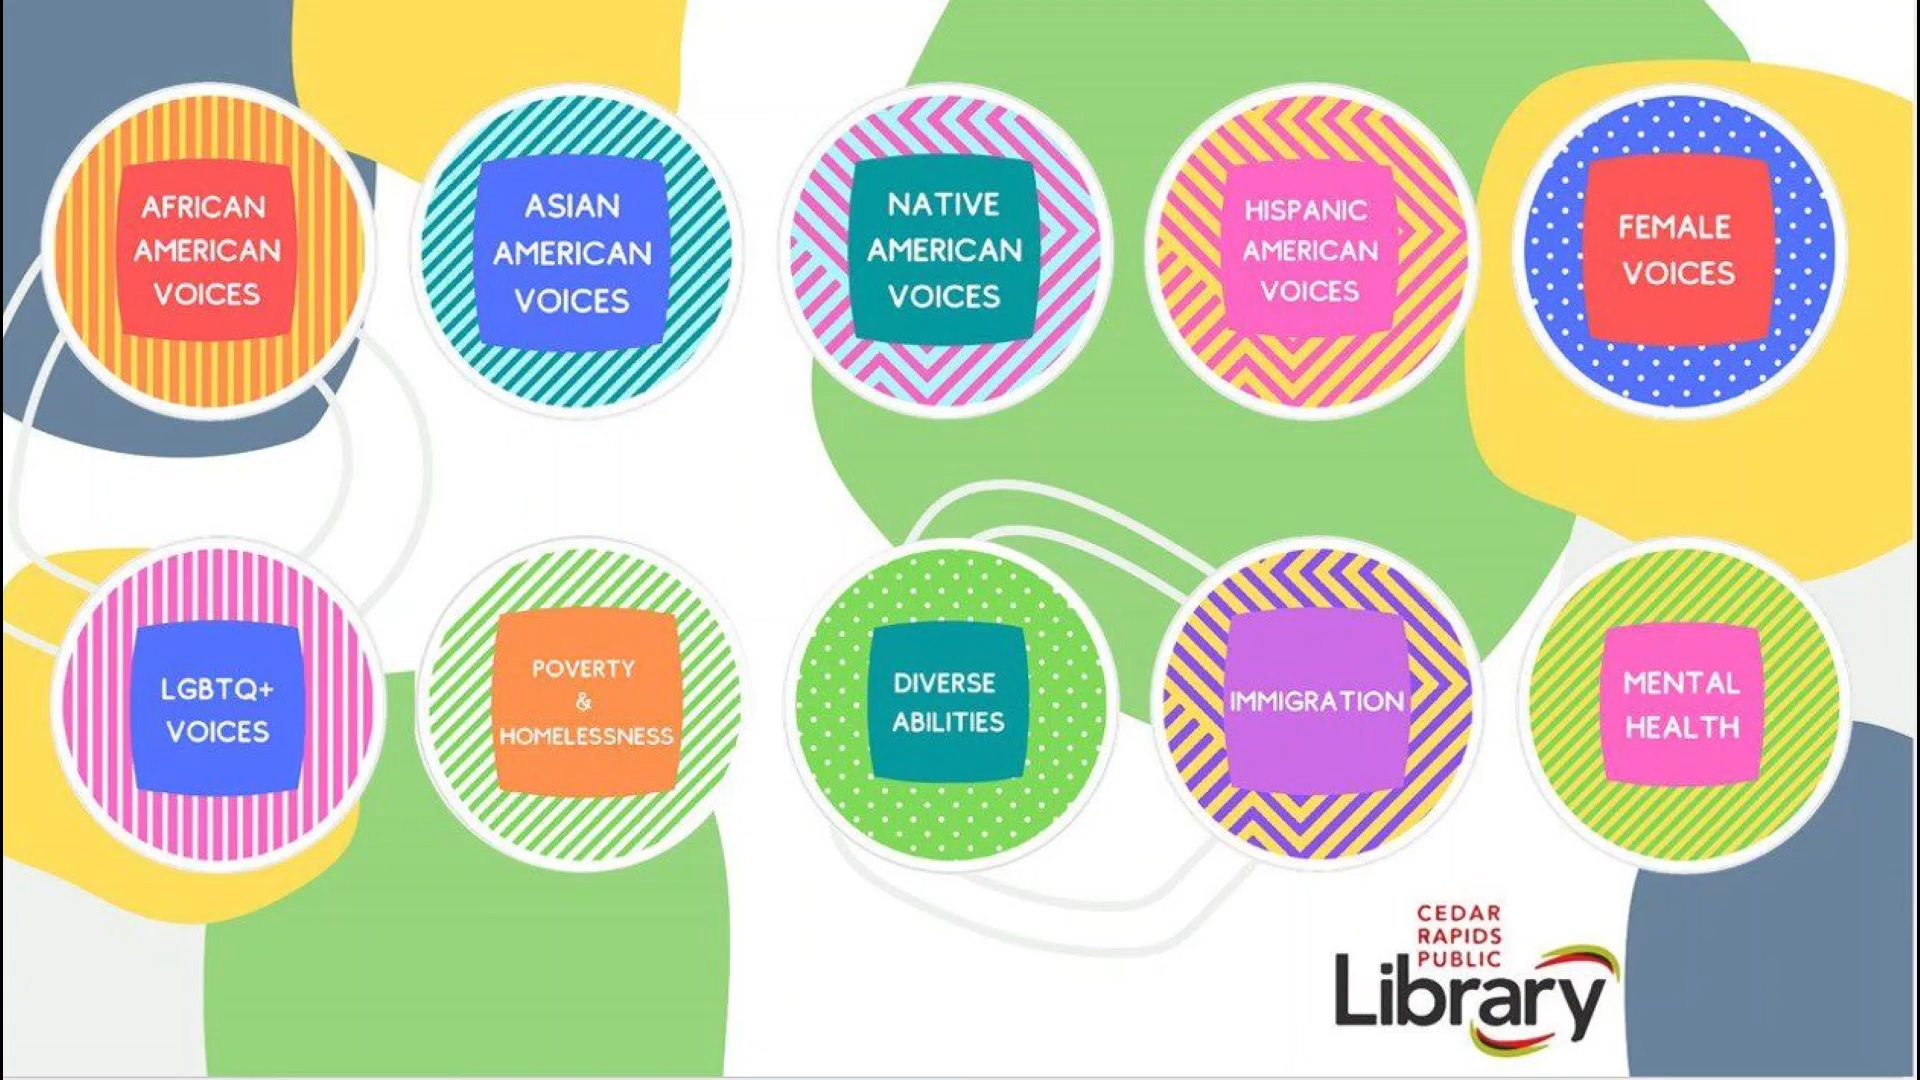 AFRICAN
AMERICAN
VOICES
ASIAN
AMERICAN
VOICES
NATIVE
AMERICAN
VOICES
HISPANIC
AMERICAN
VOICES
FEMALE
VOICES
LGBTQ+
VOICES
POVERTY
&
HOMELESSNESS
DIVERSE
ABILITIES
IMMIGRATION
MENTAL
HEALTH
CEDAR
RAPIDS
PUBLIC
Library